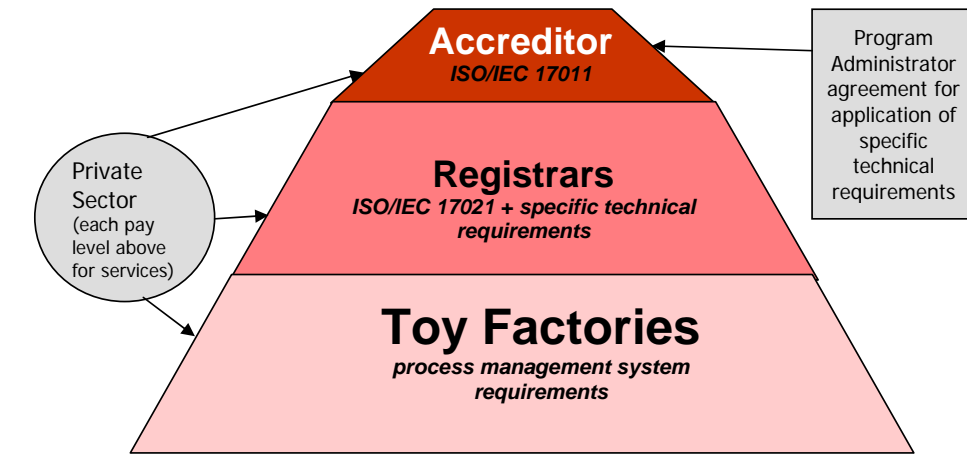 Accreditor
ISO/IEC 17011
Program
Administrator
agreement for
application of
specific
technical
requirements
Private
Sector
(each pay
level above
for services)
Registrars
ISO/IEC 17021 + specific technical
requirements
Toy Factories
process management system
requirements